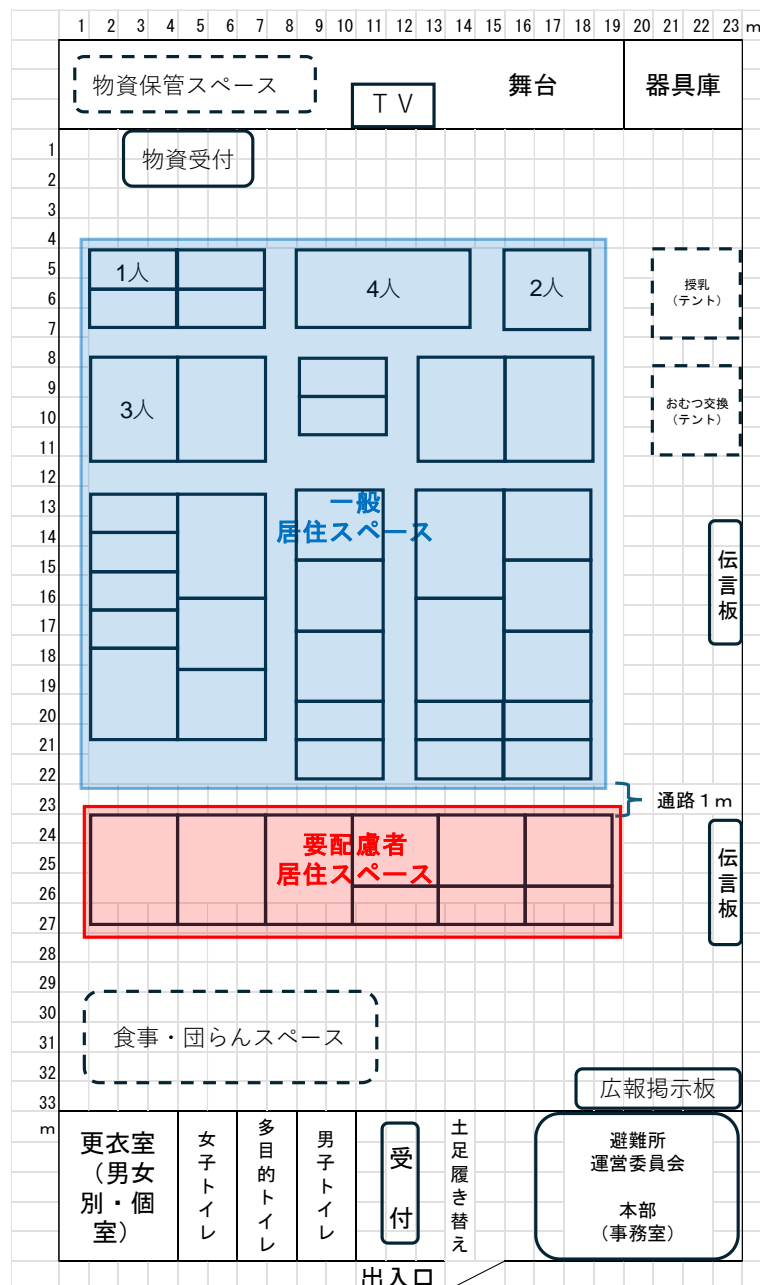 1 2 3 4 5 6 7 8 9 10 11 12 13 14 15 16 17 18 19 20 21 22 23 m
物資保管スペース
ＴＶ
舞台
器具庫
1
物資受付
2
3
4
5
1人
4人
2人
授乳
（テント）
6
7
8
9
3人
おむつ交換
（テント）
10
11
12
13
一般
居住スペース
14
伝言板
15
16
17
18
19
20
21
22
通路１ｍ
23
24
要配慮者
居住スペース
伝言板
25
26
27
28
29
30
食事・団らんスペース
31
32
広報掲示板
33
m
更衣室
（男女
別・個
室）
女子トイレ
多目的トイレ
男子トイレ
受付
土足履き替え
避難所
運営委員会
本部
（事務室）
出入口